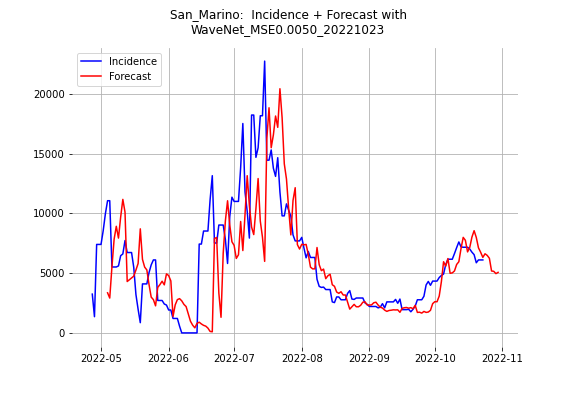 San_Marino:  Incidence + Forecast with
WaveNet_MSE0.0050_20221023
Incidence
Forecast
20000
15000
10000
5000
0
2022-05 2022-06 2022-07 2022-08 2022-09 2022-10 2022-11